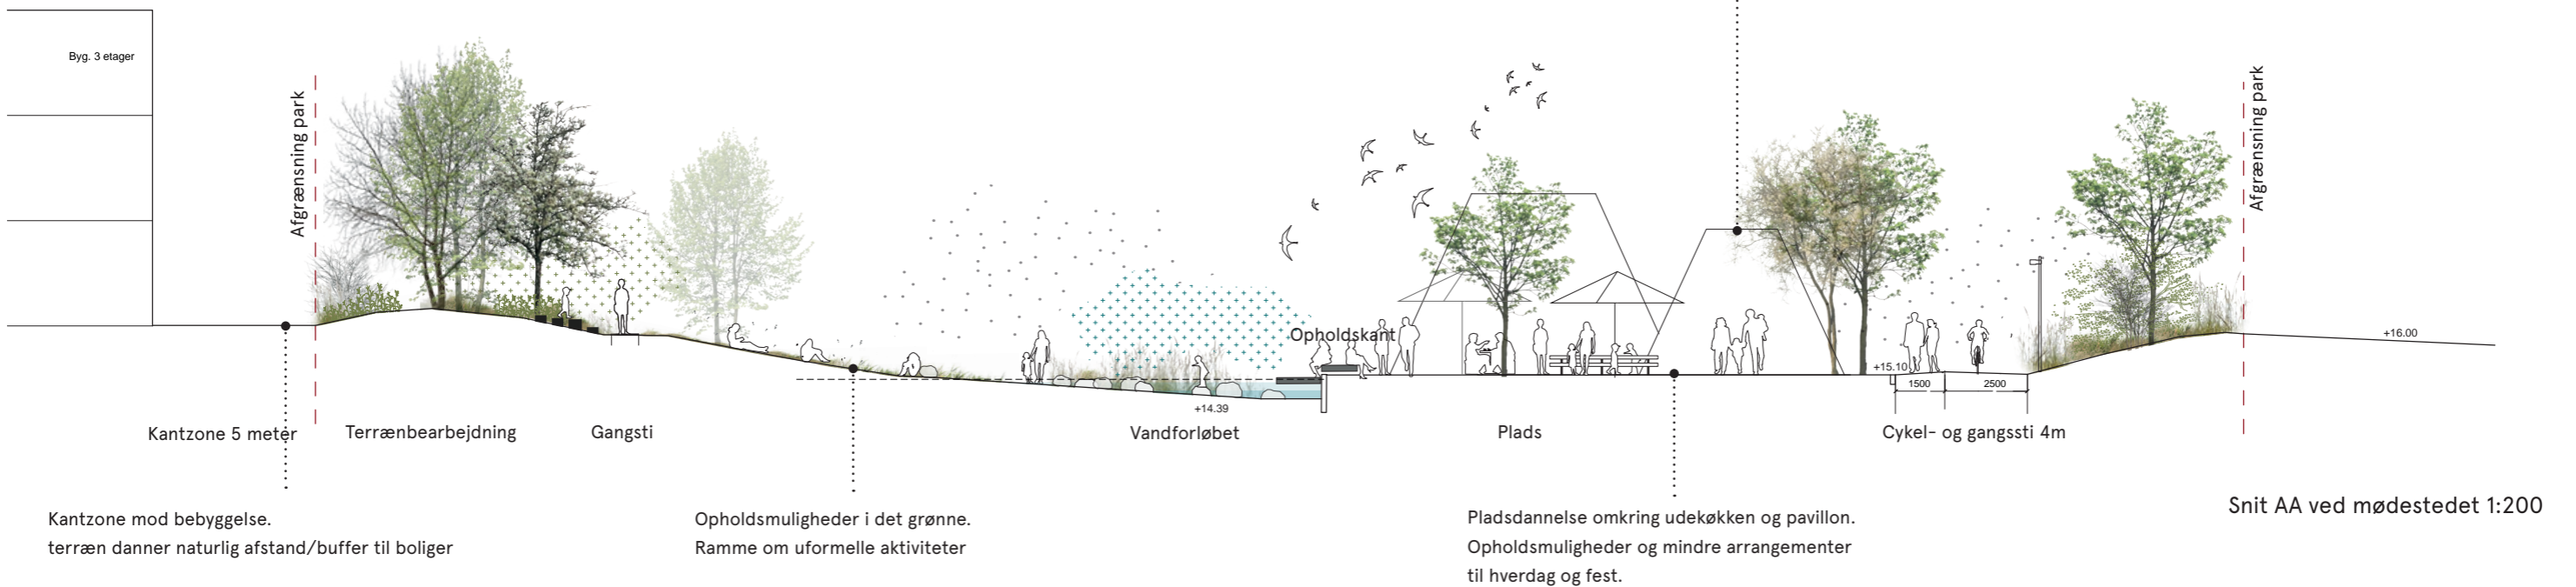 Byg. 3 etager
Afgrænsning park
Afgrænsning park
Opholdskant
+16.00
+15.10
1500
2500
+14.39
Kantzone 5 meter
Terrænbearbejdning
Gangsti
Vandforløbet
Plads
Cykel- og gangssti 4m
Kantzone mod bebyggelse.
terræn danner naturlig afstand/buffer til boliger
Opholdsmuligheder i det grønne.
Ramme om uformelle aktiviteter
Pladsdannelse omkring udekøkken og pavillon.
Opholdsmuligheder og mindre arrangementer
til hverdag og fest.
Snit AA ved mødestedet 1:200